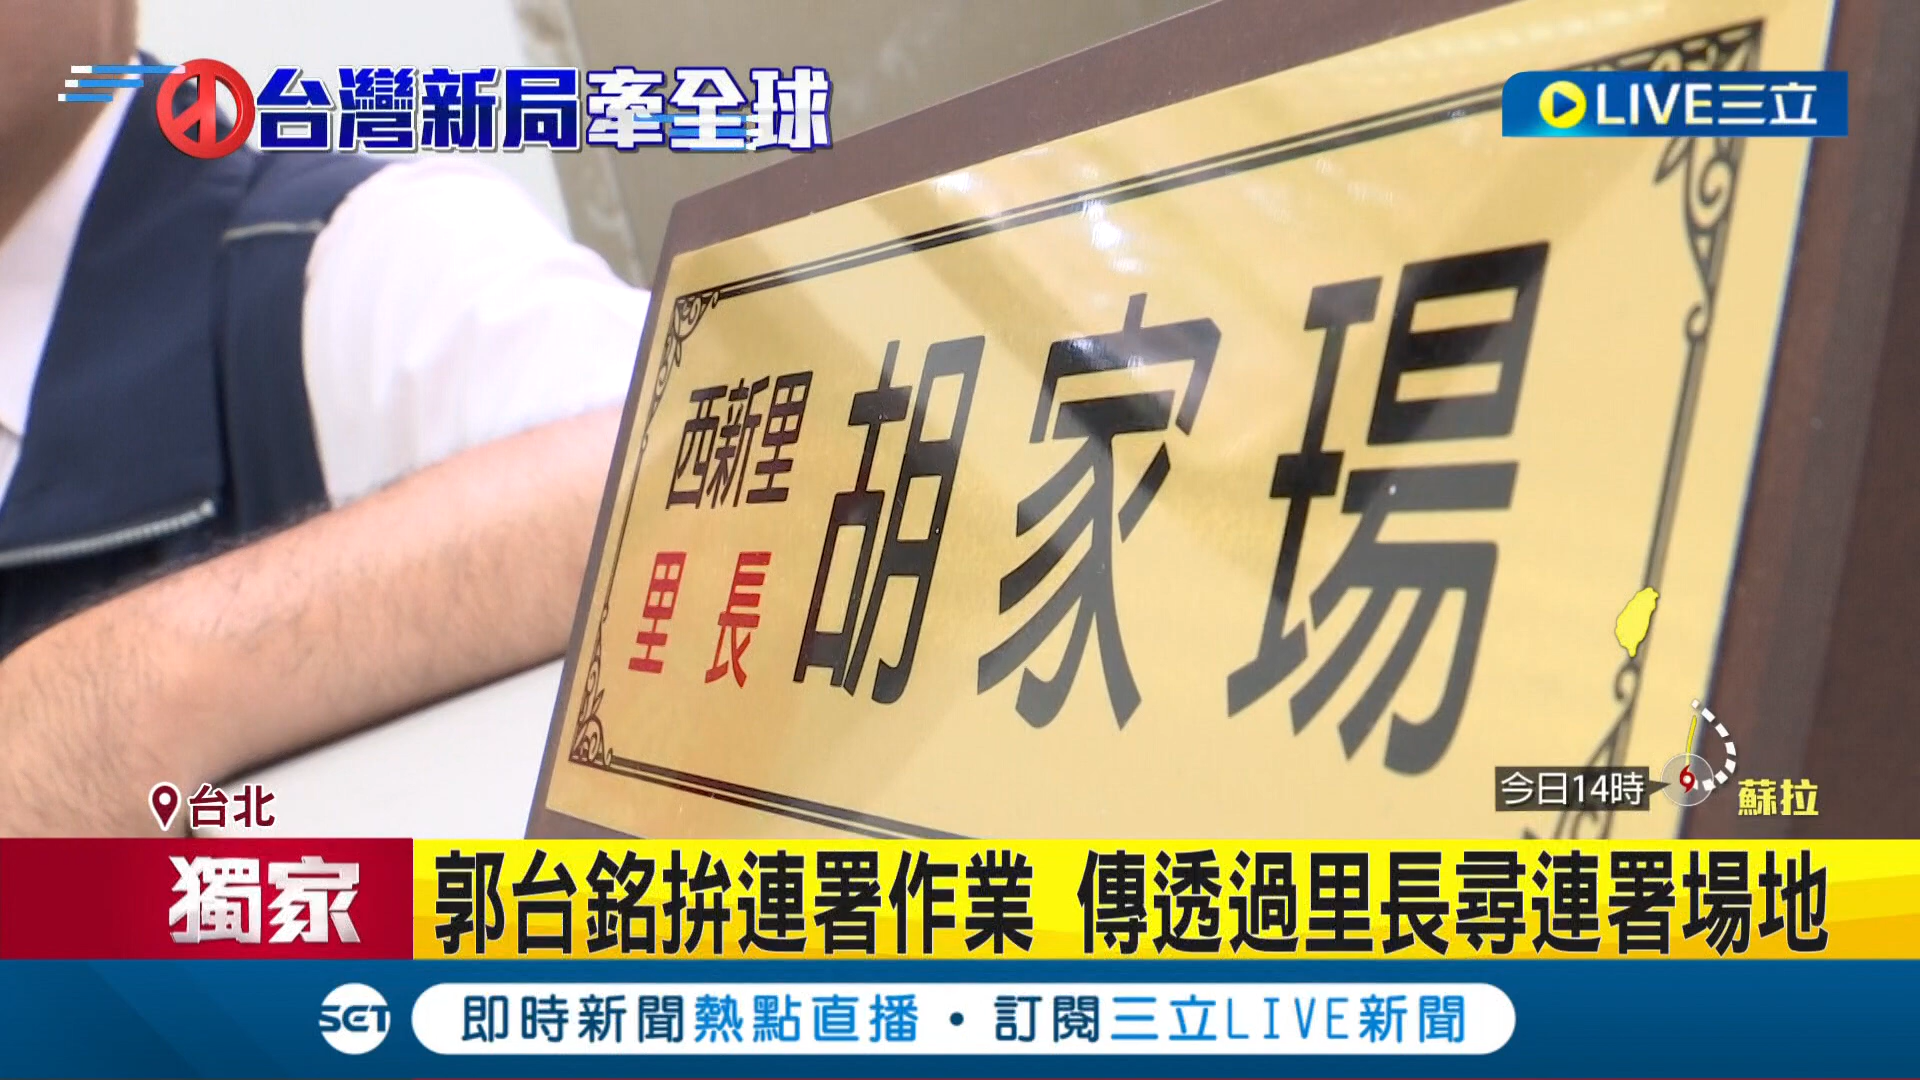 台灣新局牽全球
LIVE三立
西新里
里長
胡家瑒
今日14時
蘇拉
台北
獨家
郭台銘拚連署作業 傳透過里長尋連署場地
SET
即時新聞熱點直播・訂閱三立LIVE新聞